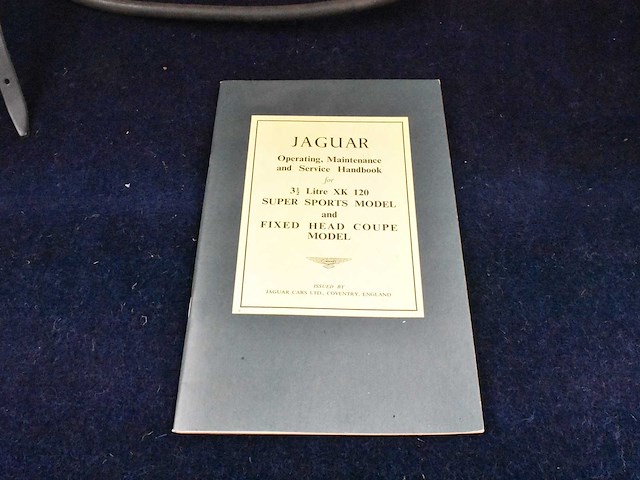 JAGUAR
Operating, Maintenance
and Service Handbook
for
3½ Litre XK 120
SUPER SPORTS MODEL
and
FIXED HEAD COUPE
MODEL
ISSUED BY
JAGUAR CARS LTD., COVENTRY, ENGLAND